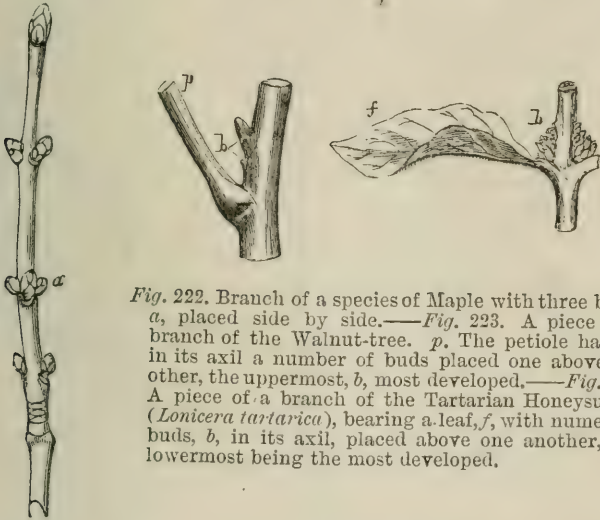 p
b
f
b
a
Fig. 222. Branch of a species of Maple with three b
a, placed side by side.——Fig. 223. A piece
branch of the Walnut-tree. p. The petiole ha
in its axil a number of buds placed one above
other, the uppermost, b, most developed.——Fig.
A piece of a branch of the Tartarian Honeysu
(Lonicera tartarica), bearing a leaf, f, with nume
buds, b, in its axil, placed above one another,
lowermost being the most developed.